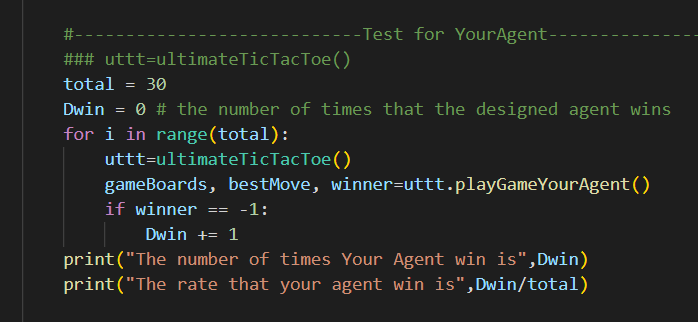 #----------------------------Test for YourAgent---------------
### uttt=ultimateTicTacToe()
total = 30
Dwin = 0 # the number of times that the designed agent wins
for i in range(total):
    uttt=ultimateTicTacToe()
    gameBoards, bestMove, winner=uttt.playGameYourAgent()
    if winner == -1:
        Dwin += 1
print("The number of times Your Agent win is",Dwin)
print("The rate that your agent win is",Dwin/total)